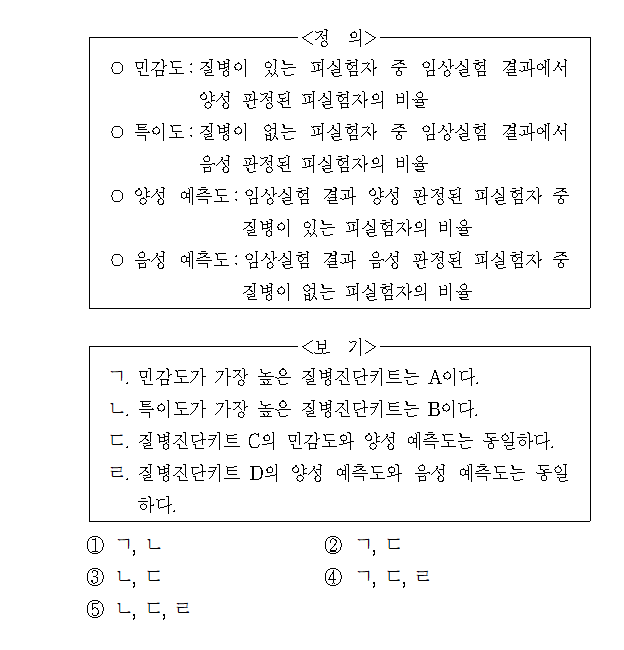 <정 의>
○ 민감도:질병이 있는 피실험자 중 임상실험 결과에서
양성 판정된 피실험자의 비율
○ 특이도:질병이 없는 피실험자 중 임상실험 결과에서
음성 판정된 피실험자의 비율
○ 양성 예측도:임상실험 결과 양성 판정된 피실험자 중
질병이 있는 피실험자의 비율
○ 음성 예측도:임상실험 결과 음성 판정된 피실험자 중
질병이 없는 피실험자의 비율
<보 기>
ㄱ. 민감도가 가장 높은 질병진단키트는 A이다.
ㄴ. 특이도가 가장 높은 질병진단키트는 B이다.
ㄷ. 질병진단키트 C의 민감도와 양성 예측도는 동일하다.
ㄹ. 질병진단키트 D의 양성 예측도와 음성 예측도는 동일
하다.
① ㄱ, ㄴ ② ㄱ, ㄷ
③ ㄴ, ㄷ ④ ㄱ, ㄷ, ㄹ
⑤ ㄴ, ㄷ, ㄹ